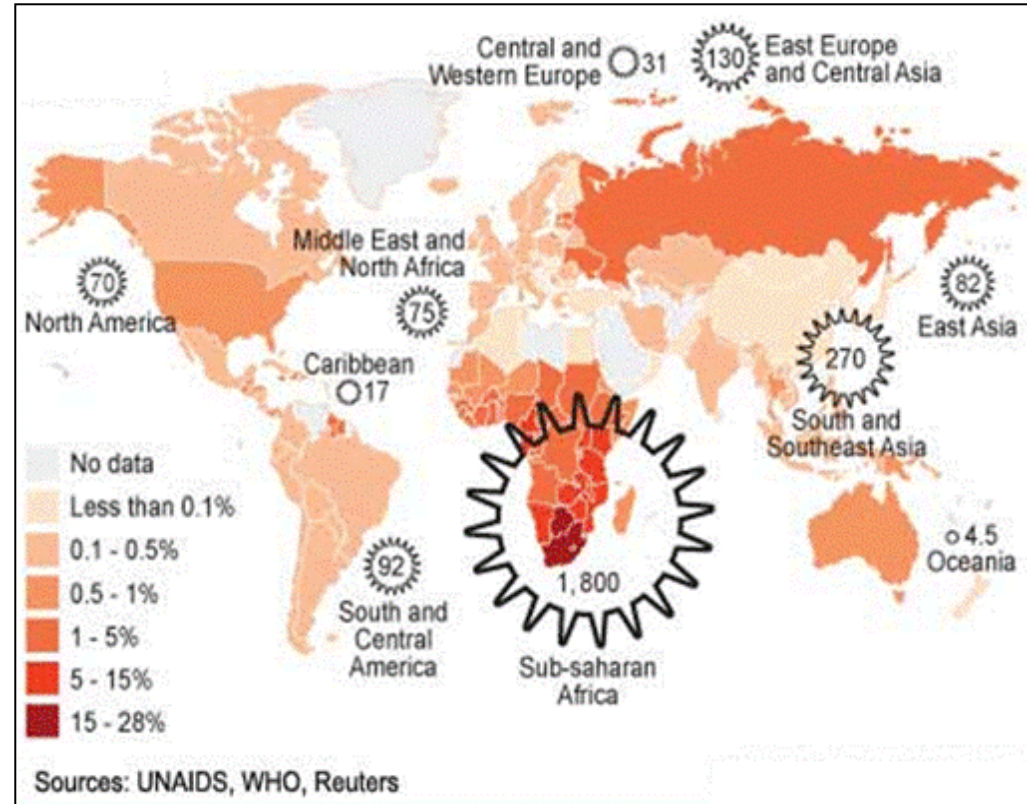 Central and
Western Europe
31
130
East Europe
and Central Asia
Middle East and
North Africa
75
70
North America
82
East Asia
Caribbean
17
270
South and
Southeast Asia
No data
Less than 0.1%
0.1 - 0.5%
0.5 - 1%
1 - 5%
5 - 15%
15 - 28%
92
South and
Central
America
1,800
Sub-saharan
Africa
4.5
Oceania
Sources: UNAIDS, WHO, Reuters